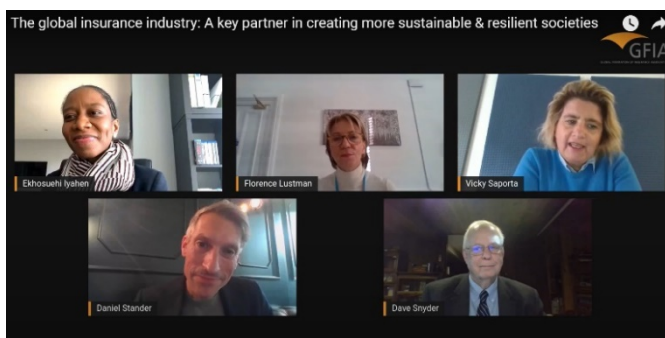 The global insurance industry: A key partner in creating more sustainable & resilient societies
GFIA
Ekhosuehi Iyahen
Florence Lustman
Vicky Saporta
Daniel Stander
Dave Snyder